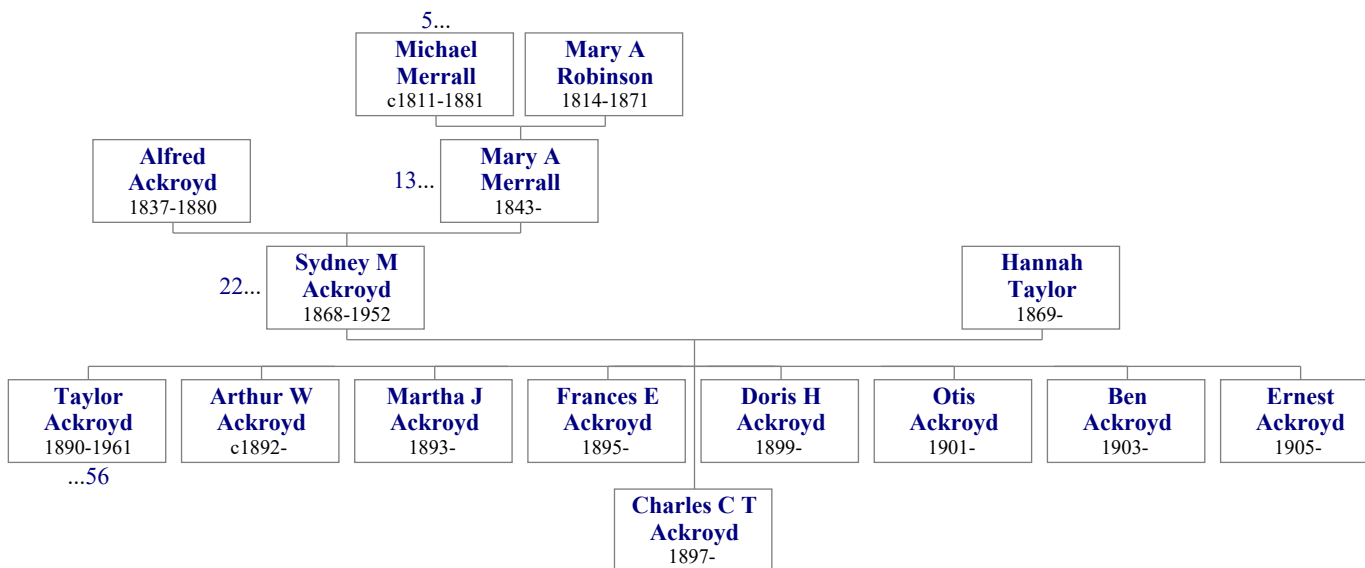 5...
Michael
Merrall
c1811-1881
Mary A
Robinson
1814-1871
Alfred
Ackroyd
1837-1880
13...
Mary A
Merrall
1843-
22...
Sydney M
Ackroyd
1868-1952
Hannah
Taylor
1869-
Taylor
Ackroyd
1890-1961
...56
Arthur W
Ackroyd
c1892-
Martha J
Ackroyd
1893-
Frances E
Ackroyd
1895-
Doris H
Ackroyd
1899-
Otis
Ackroyd
1901-
Ben
Ackroyd
1903-
Ernest
Ackroyd
1905-
Charles C T
Ackroyd
1897-